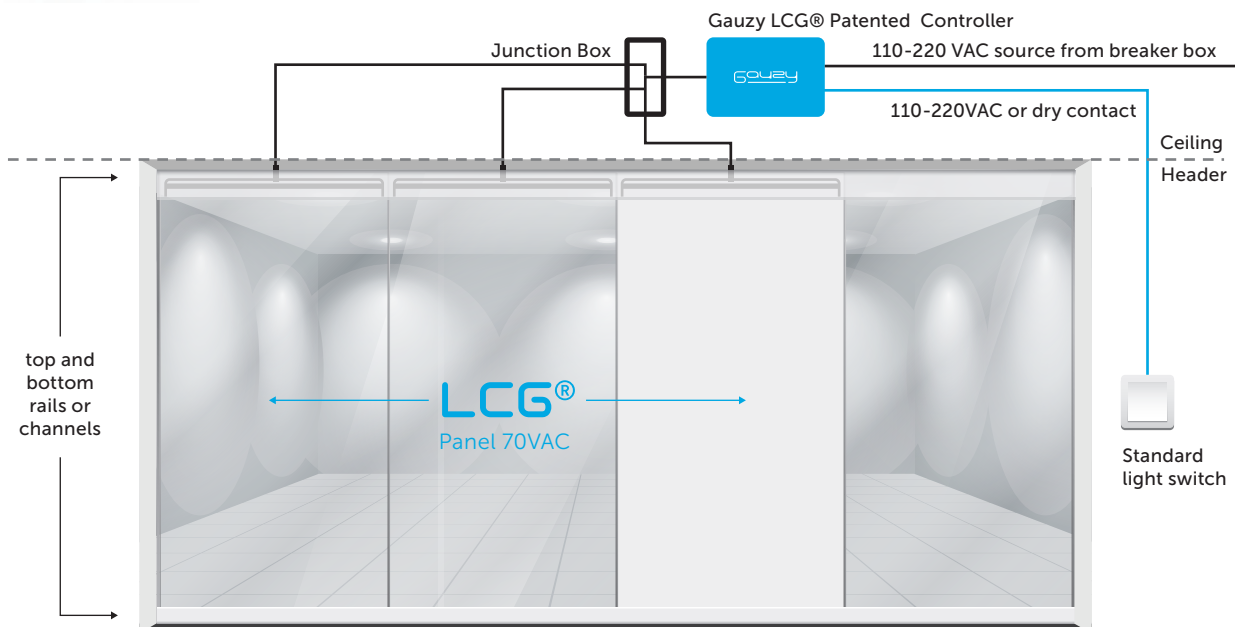 Gauzy LCG® Patented Controller
Junction Box
110-220 VAC source from breaker box
Gauzy
110-220VAC or dry contact
Ceiling
Header
top and
bottom
rails or
channels
LCG®
Panel 70VAC
Standard
light switch